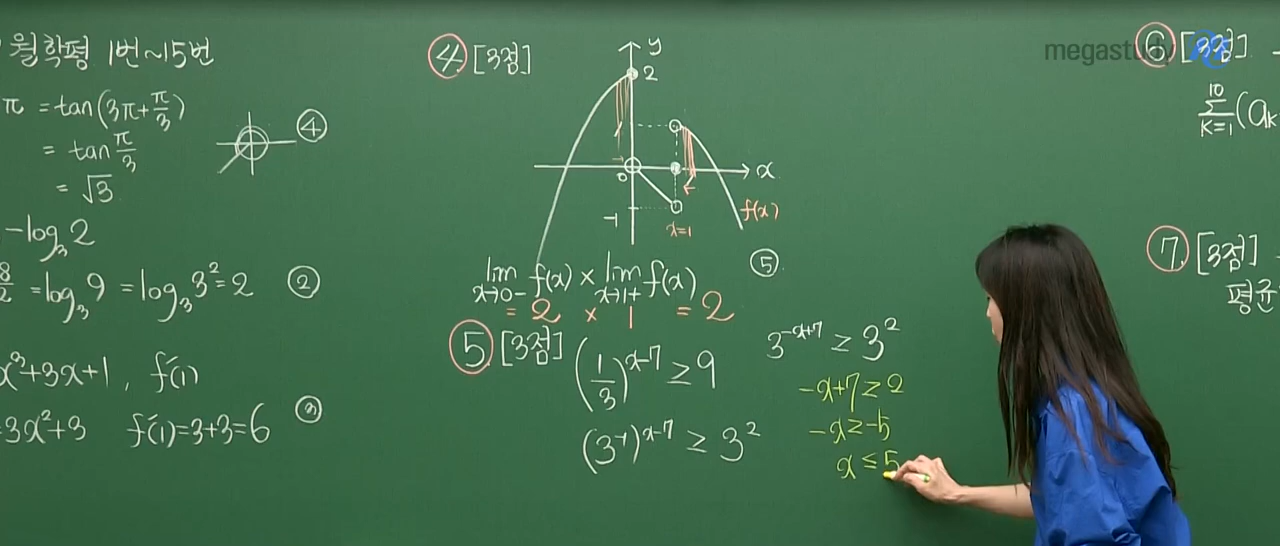 월 학평 1번~15번
π = tan(3π+π/3)
= tan π/3
= √3
④
-log₃2
8/2 = log₃9 = log₃3² = 2 ②
x³+3x+1, f'(1)
=3x²+3 f'(1)=3+3=6 ③
④ [3점]
y
2
0
x
-1
x=1
f(x)
⑤
lim x→0- f(x) × lim x→1+ f(x)
= 2 × 1 = 2
⑤ [3점] (1/3)^(x-7) ≥ 9
(3⁻¹)^(x-7) ≥ 3²
3^(-x+7) ≥ 3²
-x+7 ≥ 2
-x ≥ -5
x ≤ 5
megastudy
⑥ [3점]
10 Σ K=1 (a_k
⑦ [3점]
평균